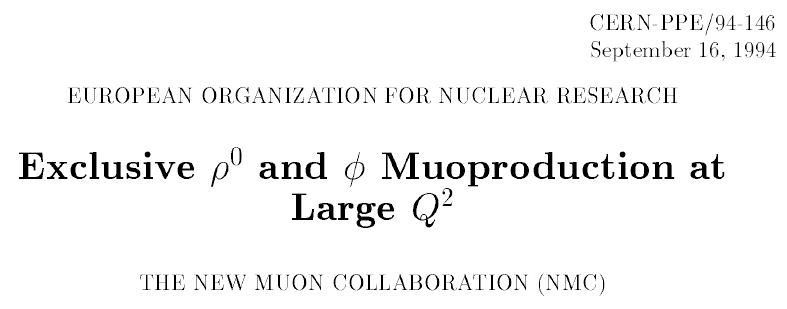 CERN-PPE/94-146
September 16, 1994
EUROPEAN ORGANIZATION FOR NUCLEAR RESEARCH
Exclusive ρ⁰ and ϕ Muoproduction at
Large Q²
THE NEW MUON COLLABORATION (NMC)